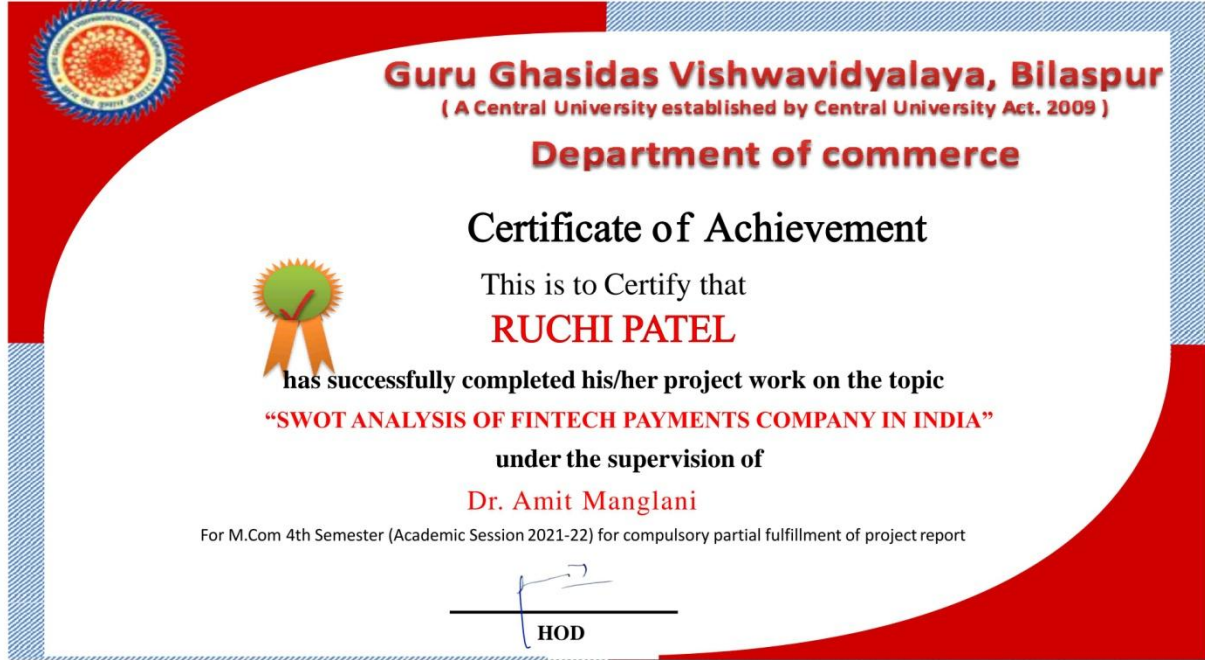 Guru Ghasidas Vishwavidyalaya, Bilaspur
( A Central University established by Central University Act. 2009 )
Department of commerce
Certificate of Achievement
This is to Certify that
RUCHI PATEL
has successfully completed his/her project work on the topic
“SWOT ANALYSIS OF FINTECH PAYMENTS COMPANY IN INDIA”
under the supervision of
Dr. Amit Manglani
For M.Com 4th Semester (Academic Session 2021-22) for compulsory partial fulfillment of project report
HOD